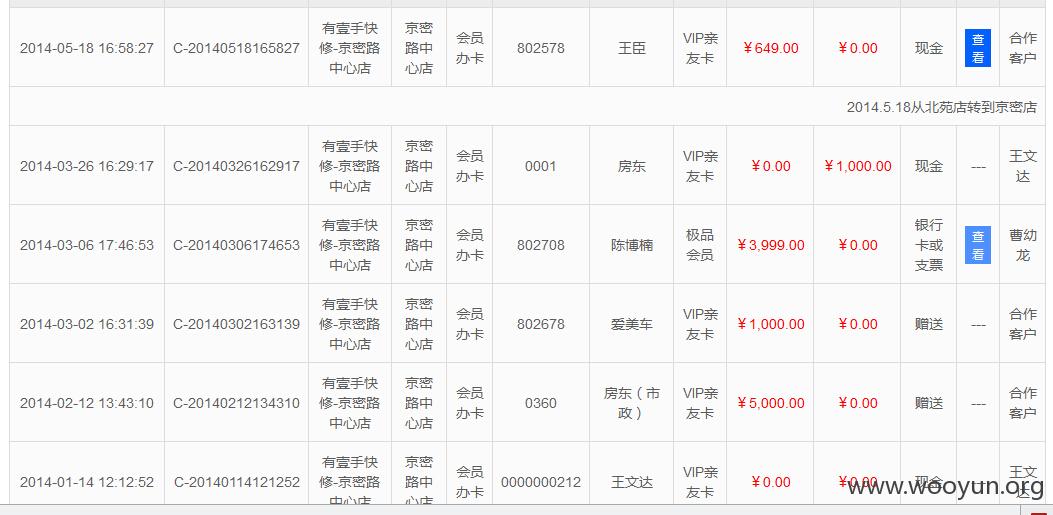 2014-05-18 16:58:27 C-20140518165827 有壹手快修-京密路中心店 京密路中心店 会员办卡 802578 王臣 VIP亲友卡 ￥649.00 ￥0.00 现金 查看 合作客户
2014.5.18从北苑店转到京密店
2014-03-26 16:29:17 C-20140326162917 有壹手快修-京密路中心店 京密路中心店 会员办卡 0001 房东 VIP亲友卡 ￥0.00 ￥1,000.00 现金 --- 王文达
2014-03-06 17:46:53 C-20140306174653 有壹手快修-京密路中心店 京密路中心店 会员办卡 802708 陈博楠 极品会员 ￥3,999.00 ￥0.00 银行卡或支票 查看 曹幼龙
2014-03-02 16:31:39 C-20140302163139 有壹手快修-京密路中心店 京密路中心店 会员办卡 802678 爱美车 VIP亲友卡 ￥1,000.00 ￥0.00 赠送 --- 合作客户
2014-02-12 13:43:10 C-20140212134310 有壹手快修-京密路中心店 京密路中心店 会员办卡 0360 房东（市政） VIP亲友卡 ￥5,000.00 ￥0.00 赠送 --- 合作客户
2014-01-14 12:12:52 C-20140114121252 有壹手快修-京密路中心店 京密路中心店 会员办卡 0000000212 王文达 VIP亲友卡 ￥0.00 ￥0.00 现金 --- 王文达
www.wooyun.org